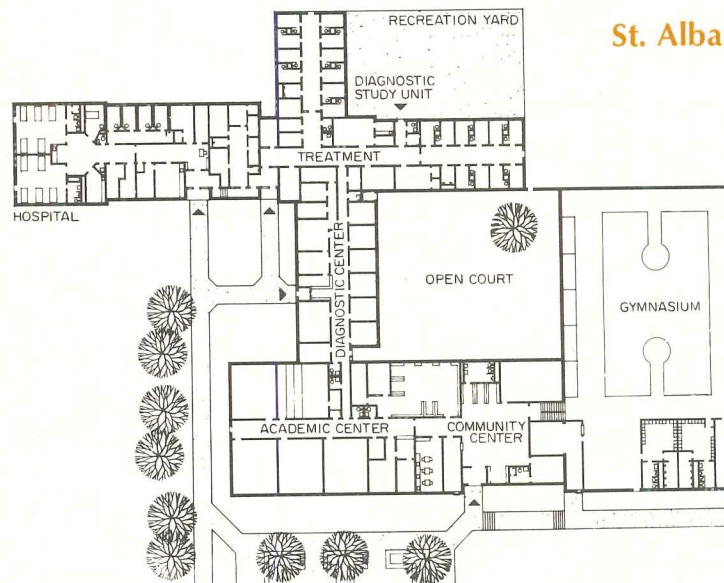 RECREATION YARD
St. Alba
DIAGNOSTIC
STUDY UNIT
TREATMENT
HOSPITAL
DIAGNOSTIC CENTER
OPEN COURT
GYMNASIUM
ACADEMIC CENTER
COMMUNITY
CENTER